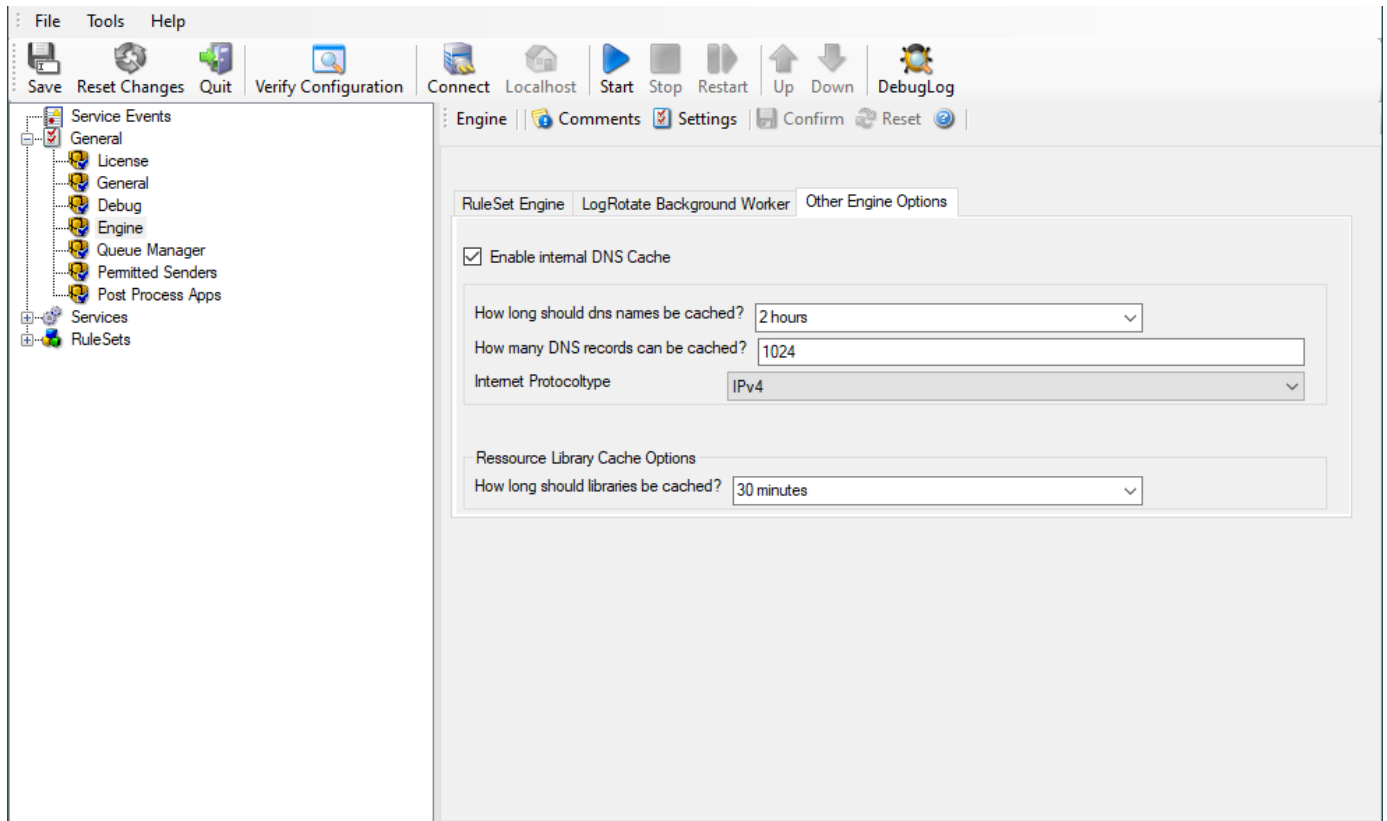 File Tools Help
Save Reset Changes Quit Verify Configuration Connect Localhost Start Stop Restart Up Down DebugLog
Service Events
General
License
General
Debug
Engine
Queue Manager
Permitted Senders
Post Process Apps
Services
RuleSets
Engine Comments Settings Confirm Reset
RuleSet Engine LogRotate Background Worker Other Engine Options
Enable internal DNS Cache
How long should dns names be cached? 2 hours
How many DNS records can be cached? 1024
Internet Protocoltype IPv4
Ressource Library Cache Options
How long should libraries be cached? 30 minutes